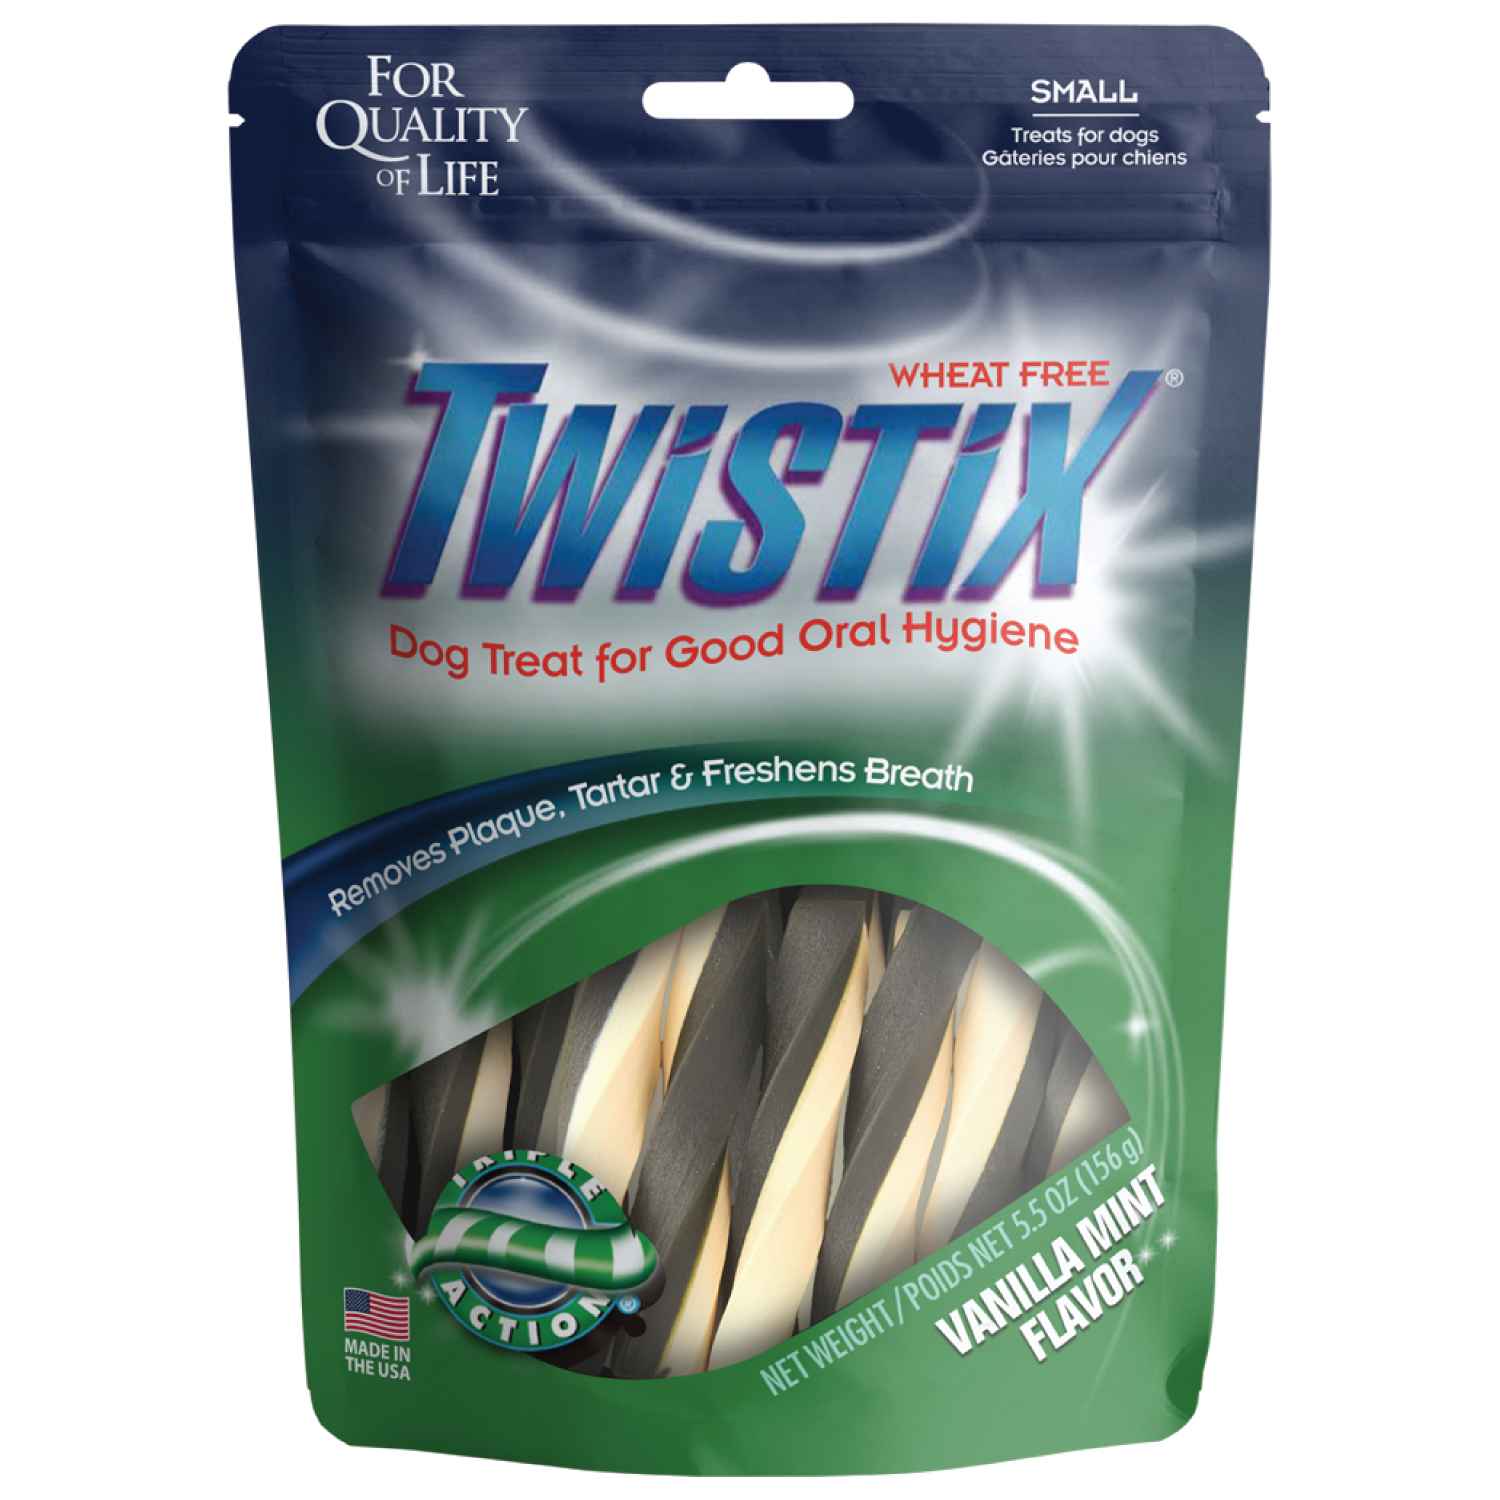 FOR
QUALITY
OF LIFE
SMALL
Treats for dogs
Gâteries pour chiens
WHEAT FREE
TWiSTiX®
Dog Treat for Good Oral Hygiene
Removes Plaque, Tartar & Freshens Breath
TRIPLE
ACTION®
MADE IN
THE USA
NET WEIGHT/POIDS NET 5.5 OZ (156 g)
VANILLA MINT
FLAVOR